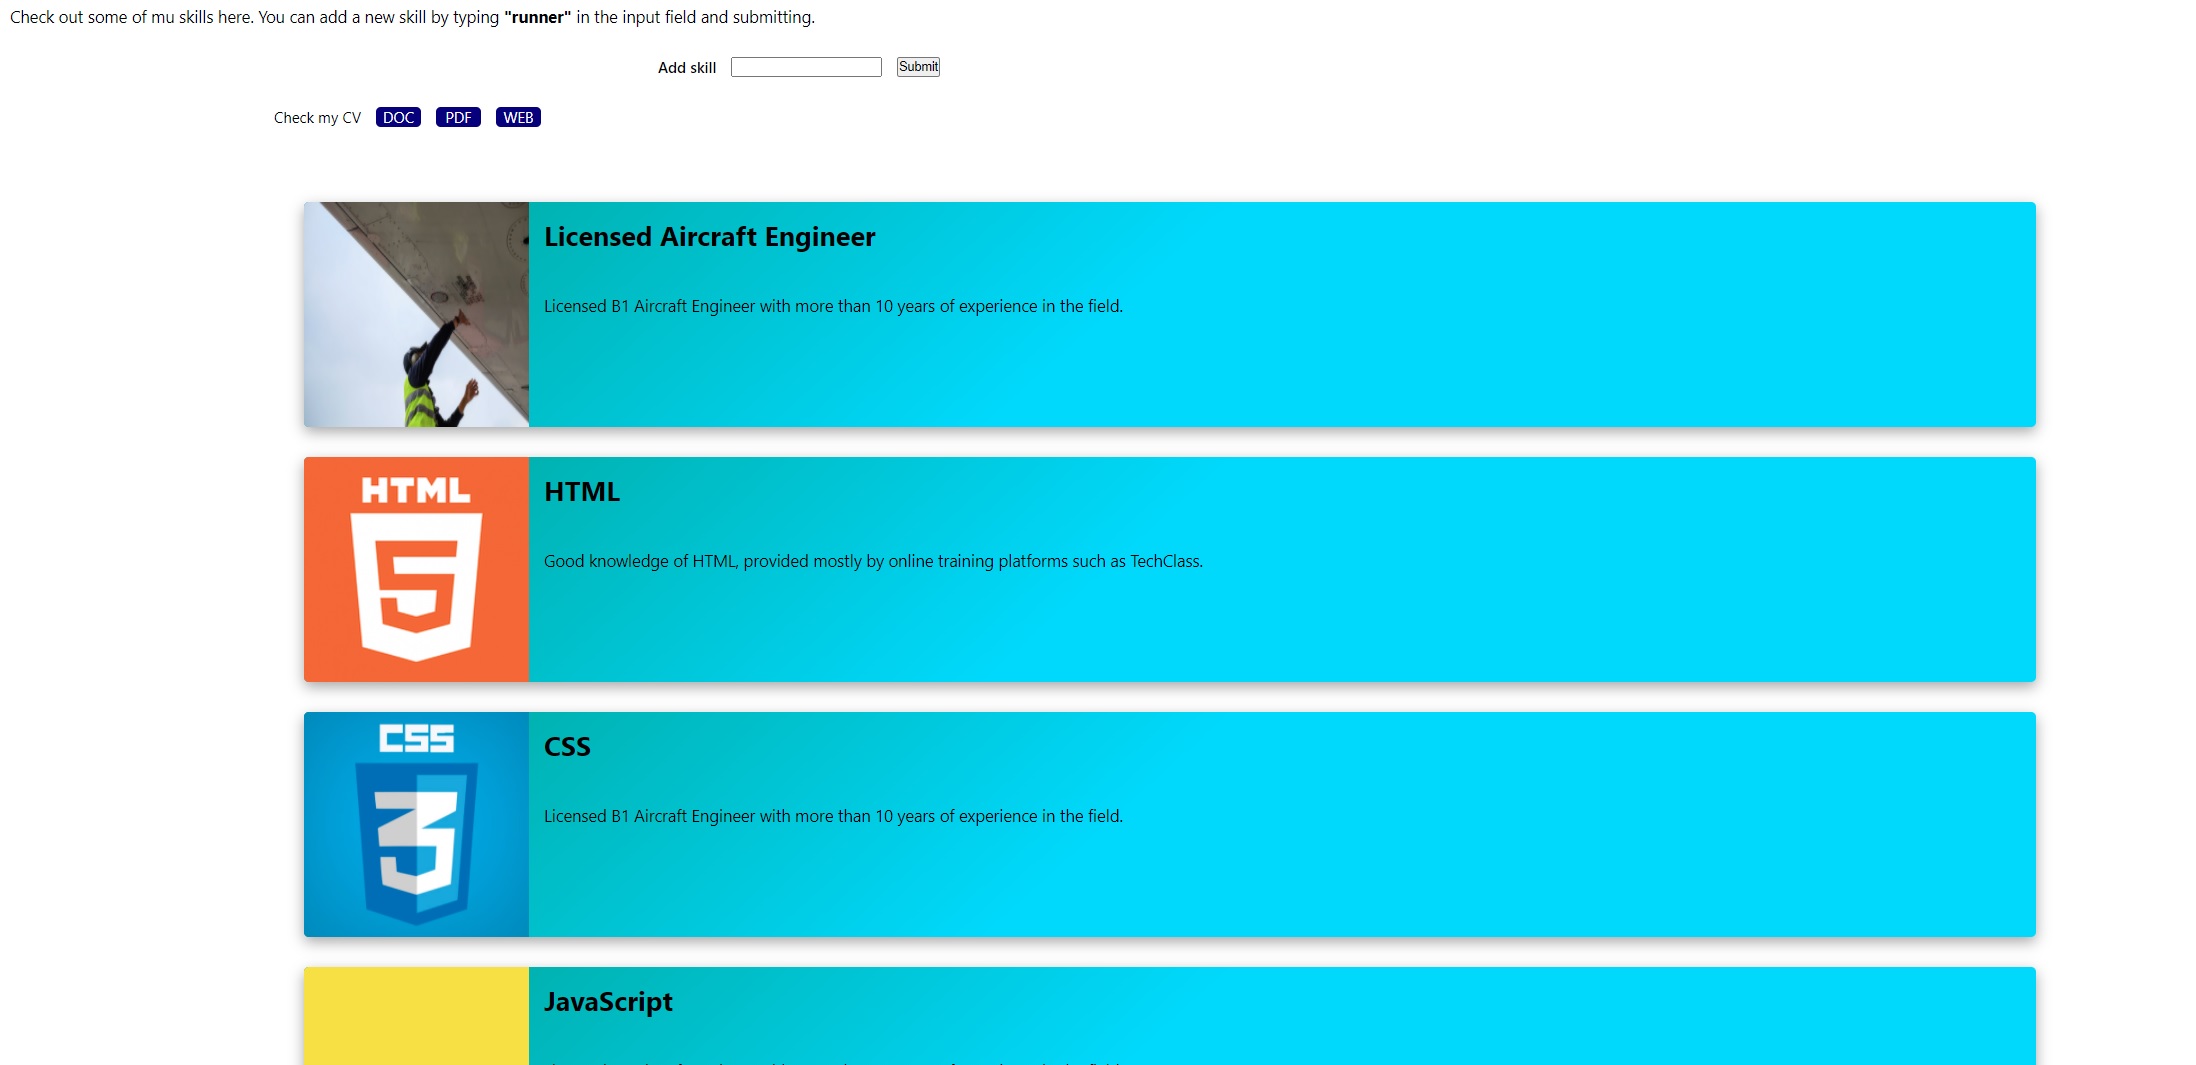 Check out some of mu skills here. You can add a new skill by typing "runner" in the input field and submitting.
Add skill Submit
Check my CV DOC PDF WEB
Licensed Aircraft Engineer
Licensed B1 Aircraft Engineer with more than 10 years of experience in the field.
HTML
5
HTML
Good knowledge of HTML, provided mostly by online training platforms such as TechClass.
CSS
3
CSS
Licensed B1 Aircraft Engineer with more than 10 years of experience in the field.
JavaScript